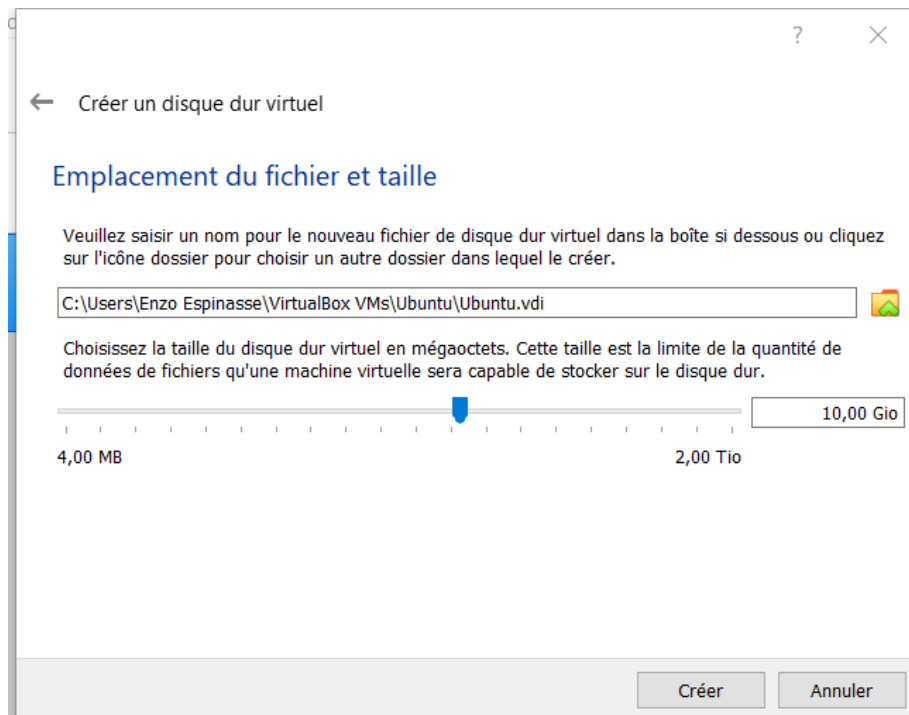 ?
Créer un disque dur virtuel
Emplacement du fichier et taille
Veuillez saisir un nom pour le nouveau fichier de disque dur virtuel dans la boîte si dessous ou cliquez
sur l'icône dossier pour choisir un autre dossier dans lequel le créer.
C:\Users\Enzo Espinasse\VirtualBox VMs\Ubuntu\Ubuntu.vdi
Choisissez la taille du disque dur virtuel en mégaoctets. Cette taille est la limite de la quantité de
données de fichiers qu'une machine virtuelle sera capable de stocker sur le disque dur.
10,00 Gio
4,00 MB 2,00 Tio
Créer Annuler